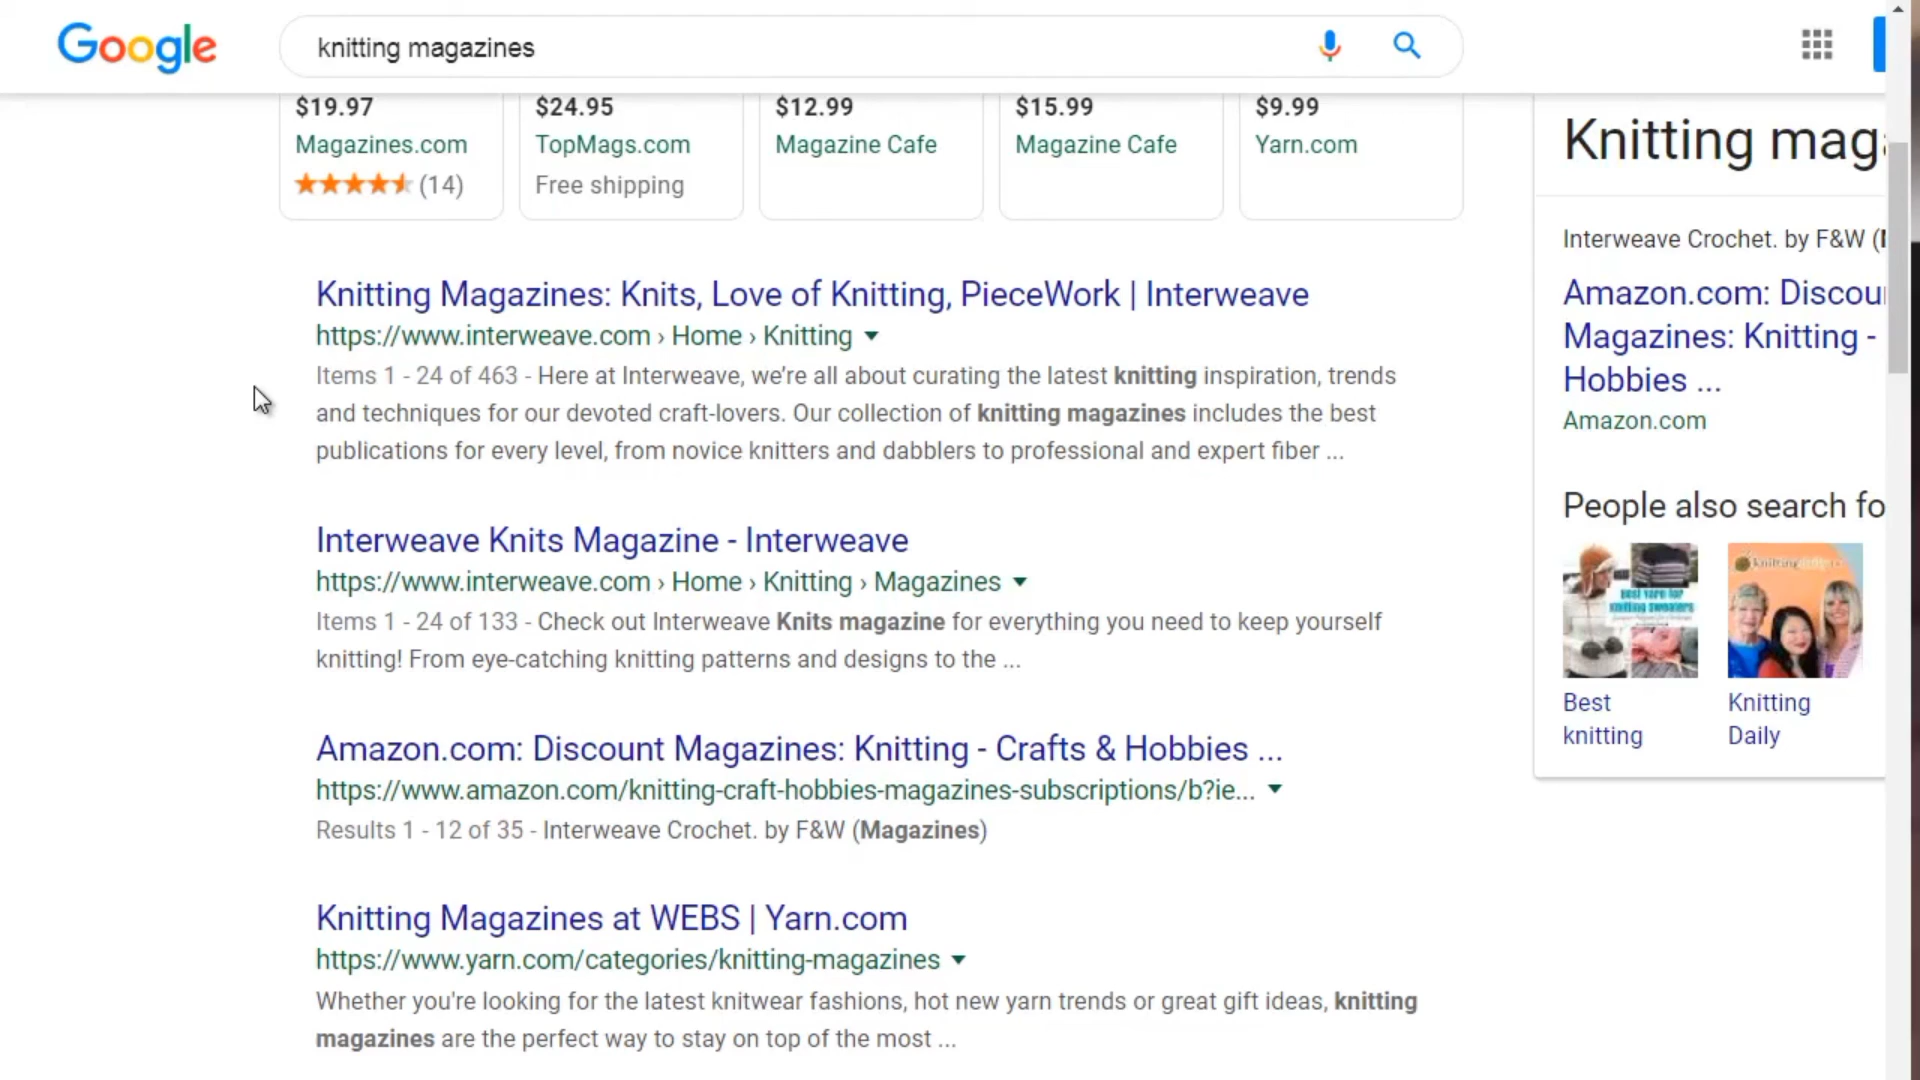 Google
knitting magazines
$19.97
Magazines.com
(14)
$24.95
TopMags.com
Free shipping
$12.99
Magazine Cafe
$15.99
Magazine Cafe
$9.99
Yarn.com
Knitting Magazines: Knits, Love of Knitting, PieceWork | Interweave
https://www.interweave.com › Home › Knitting
Items 1 - 24 of 463 - Here at Interweave, we’re all about curating the latest knitting inspiration, trends
and techniques for our devoted craft-lovers. Our collection of knitting magazines includes the best
publications for every level, from novice knitters and dabblers to professional and expert fiber ...
Interweave Knits Magazine - Interweave
https://www.interweave.com › Home › Knitting › Magazines
Items 1 - 24 of 133 - Check out Interweave Knits magazine for everything you need to keep yourself
knitting! From eye-catching knitting patterns and designs to the ...
Amazon.com: Discount Magazines: Knitting - Crafts & Hobbies ...
https://www.amazon.com/knitting-craft-hobbies-magazines-subscriptions/b?ie...
Results 1 - 12 of 35 - Interweave Crochet. by F&W (Magazines)
Knitting Magazines at WEBS | Yarn.com
https://www.yarn.com/categories/knitting-magazines
Whether you're looking for the latest knitwear fashions, hot new yarn trends or great gift ideas, knitting
magazines are the perfect way to stay on top of the most ...
Knitting mag
Interweave Crochet. by F&W (
Amazon.com: Discou
Magazines: Knitting -
Hobbies ...
Amazon.com
People also search fo
best yarn for
knitting sweaters
Best
knitting
Knitting
Daily